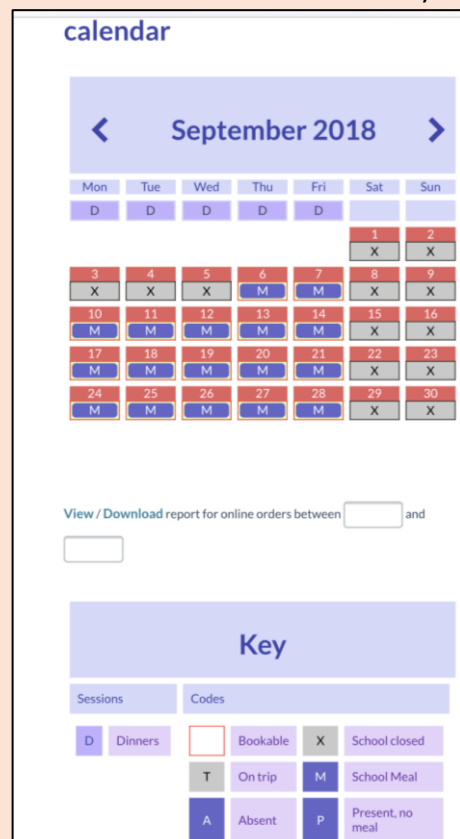 calendar
September 2018
Mon Tue Wed Thu Fri Sat Sun
D D D D D
1 2
X X
3 4 5 6 7 8 9
X X X M M X X
10 11 12 13 14 15 16
M M M M M X X
17 18 19 20 21 22 23
M M M M M X X
24 25 26 27 28 29 30
M M M M M X X
View / Download report for online orders between and
Key
Sessions Codes
D Dinners Bookable X School closed
T On trip M School Meal
A Absent P Present, no
meal